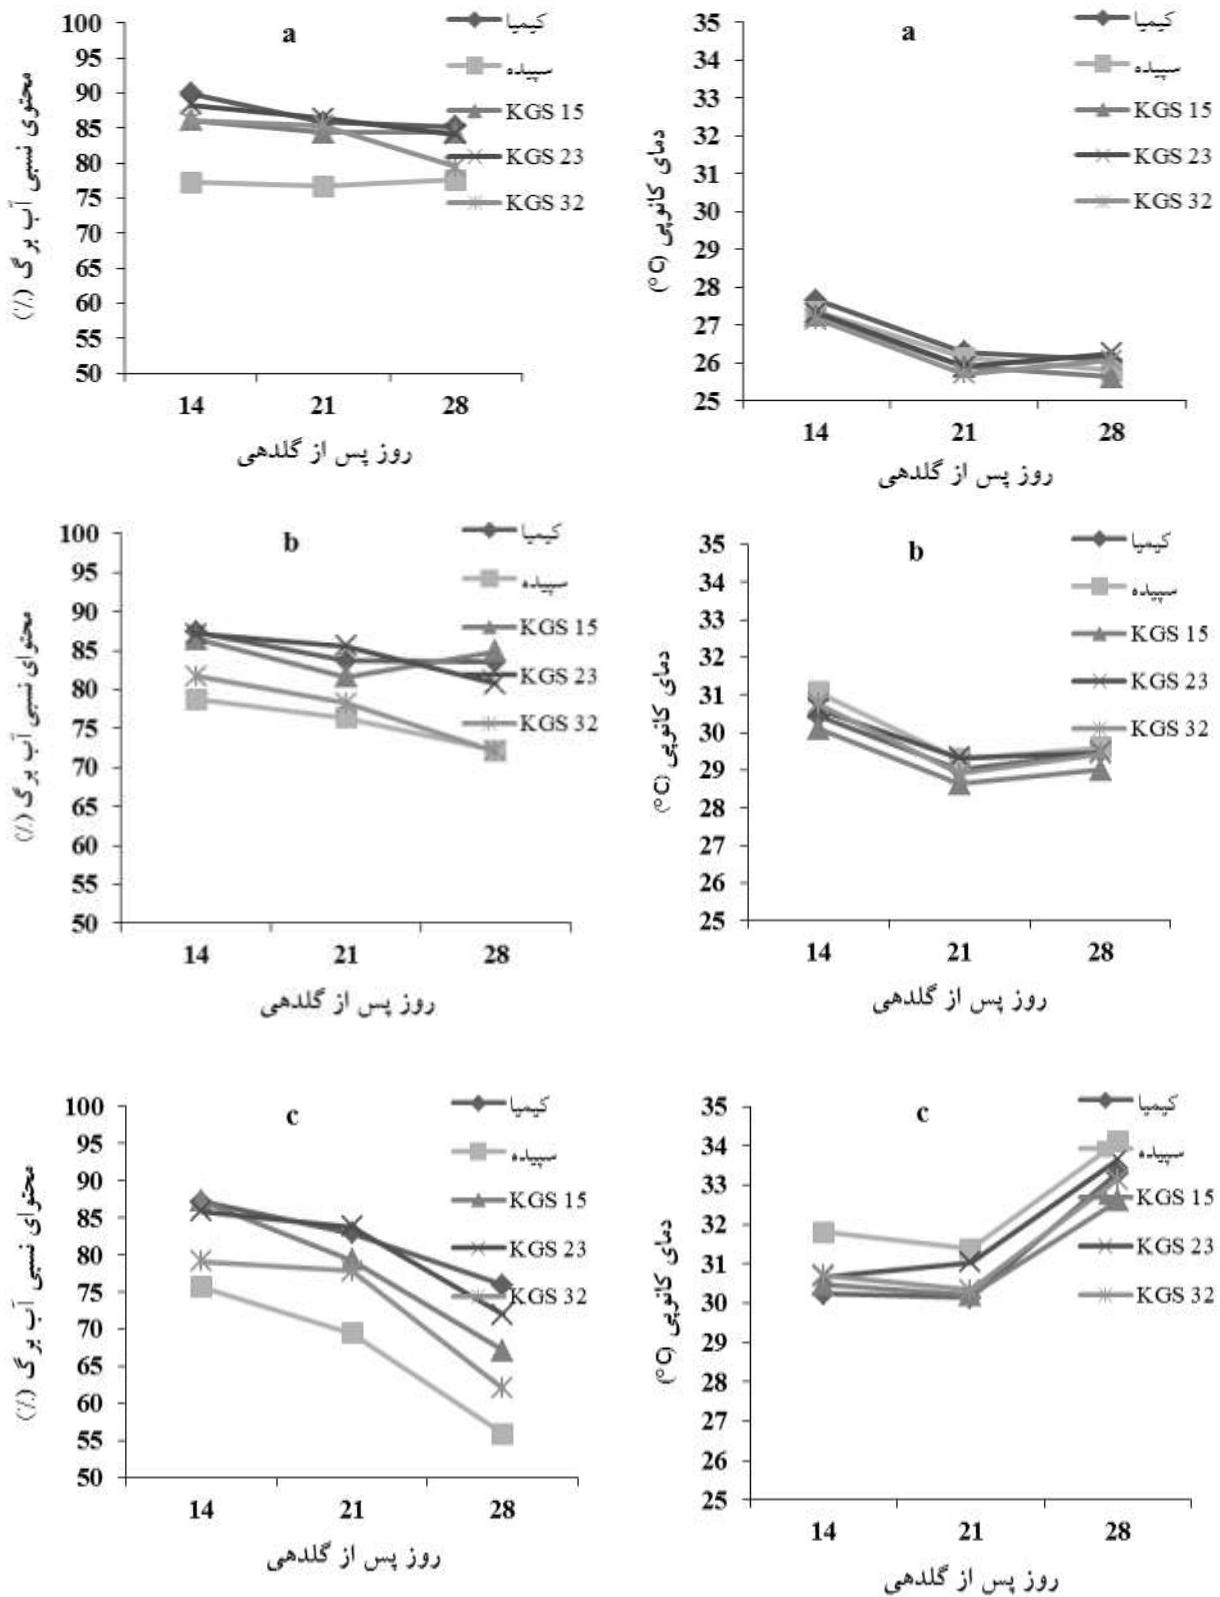 a
100
95
90
85
80
75
70
65
60
55
50
14 21 28
محتوی نسبی آب برگ (٪)
روز پس از گلدهی
کیمیا
سپیده
KGS 15
KGS 23
KGS 32
a
35
34
33
32
31
30
29
28
27
26
25
14 21 28
دمای کانوپی (°C)
روز پس از گلدهی
کیمیا
سپیده
KGS 15
KGS 23
KGS 32
b
100
95
90
85
80
75
70
65
60
55
50
14 21 28
محتوای نسبی آب برگ (٪)
روز پس از گلدهی
کیمیا
سپیده
KGS 15
KGS 23
KGS 32
b
35
34
33
32
31
30
29
28
27
26
25
14 21 28
دمای کانوپی (°C)
روز پس از گلدهی
کیمیا
سپیده
KGS 15
KGS 23
KGS 32
c
100
95
90
85
80
75
70
65
60
55
50
14 21 28
محتوای نسبی آب برگ (٪)
روز پس از گلدهی
کیمیا
سپیده
KGS 15
KGS 23
KGS 32
c
35
34
33
32
31
30
29
28
27
26
25
14 21 28
دمای کانوپی (°C)
روز پس از گلدهی
کیمیا
سپیده
KGS 15
KGS 23
KGS 32